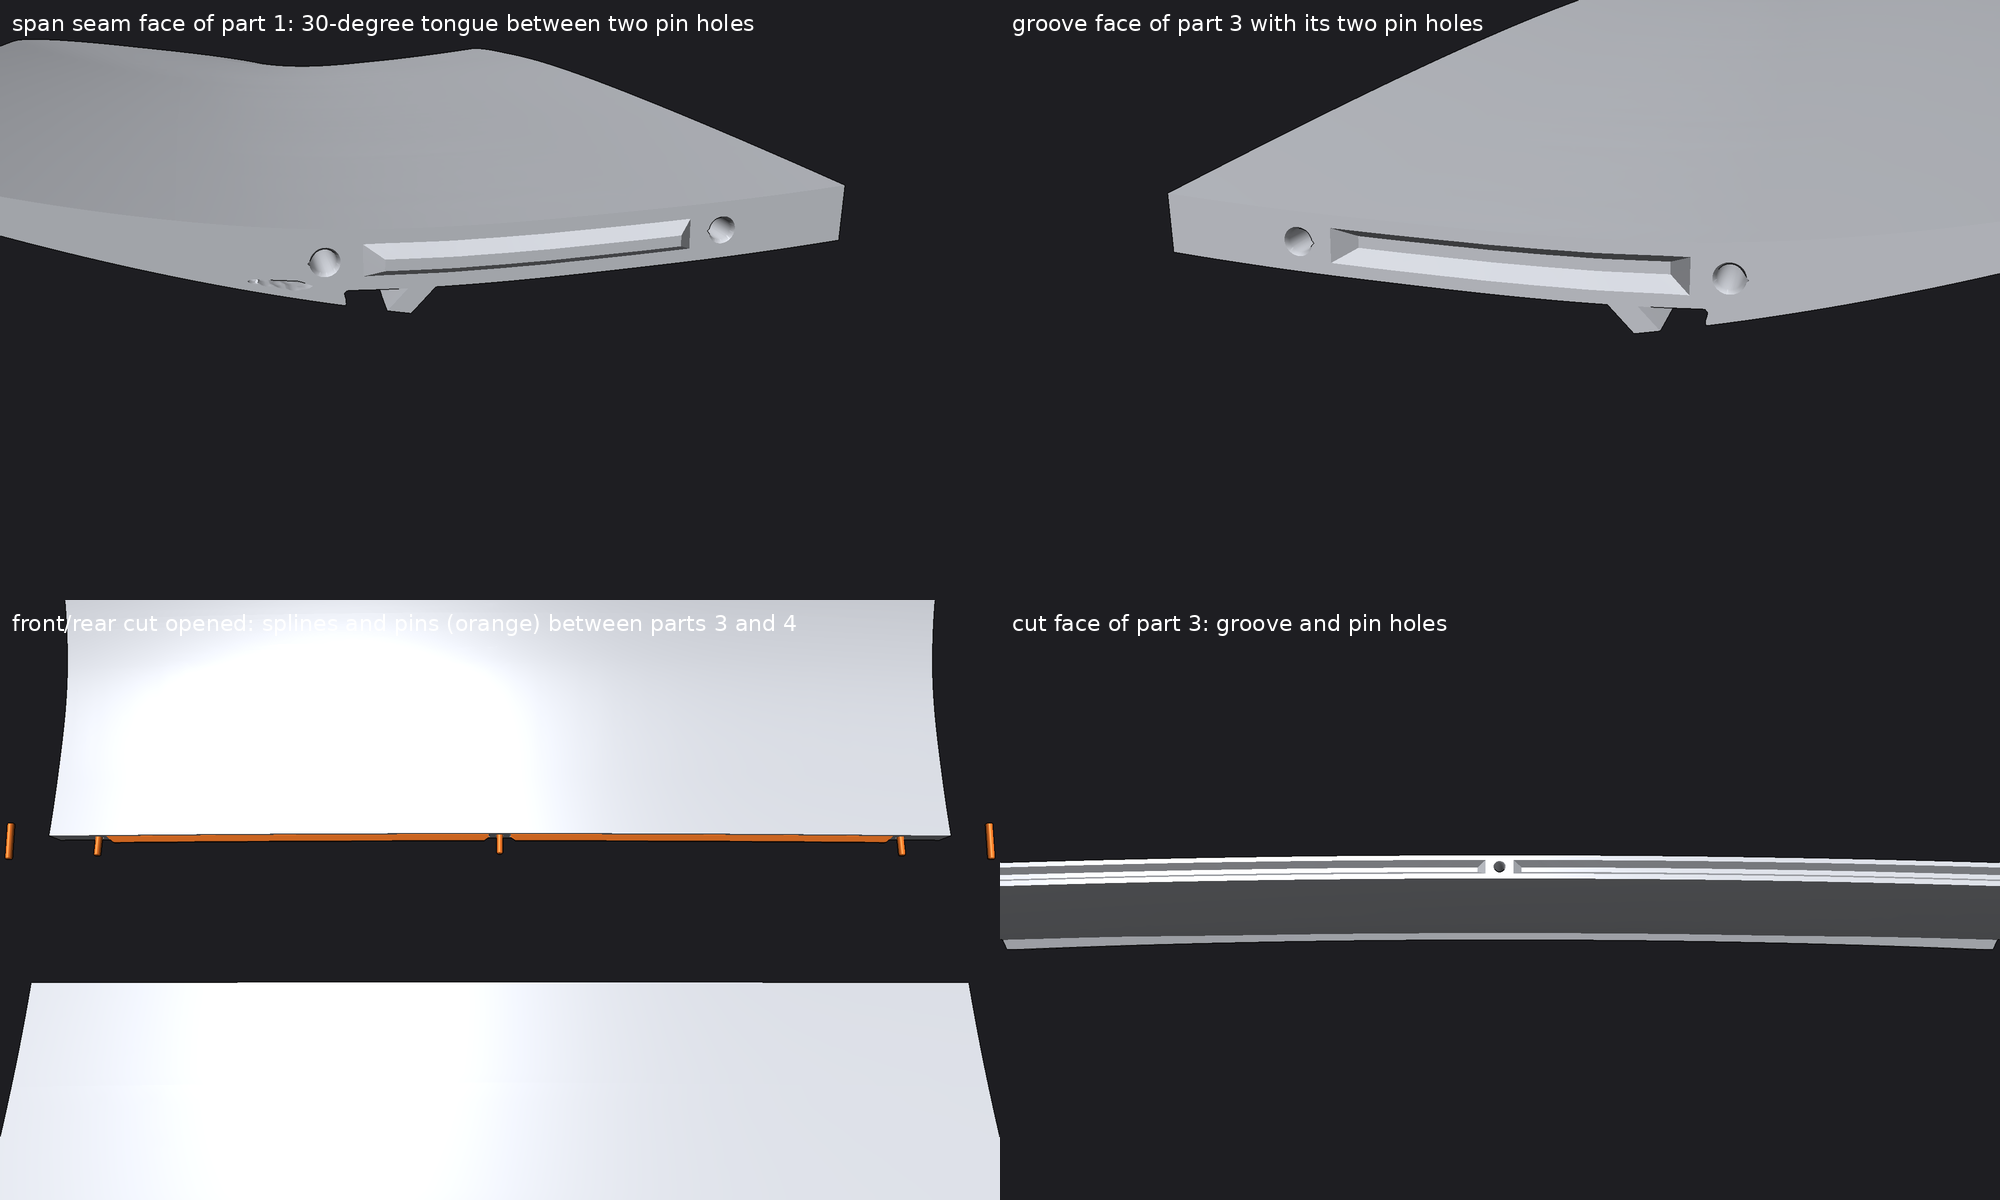 span seam face of part 1: 30-degree tongue between two pin holes
groove face of part 3 with its two pin holes
front/rear cut opened: splines and pins (orange) between parts 3 and 4
cut face of part 3: groove and pin holes